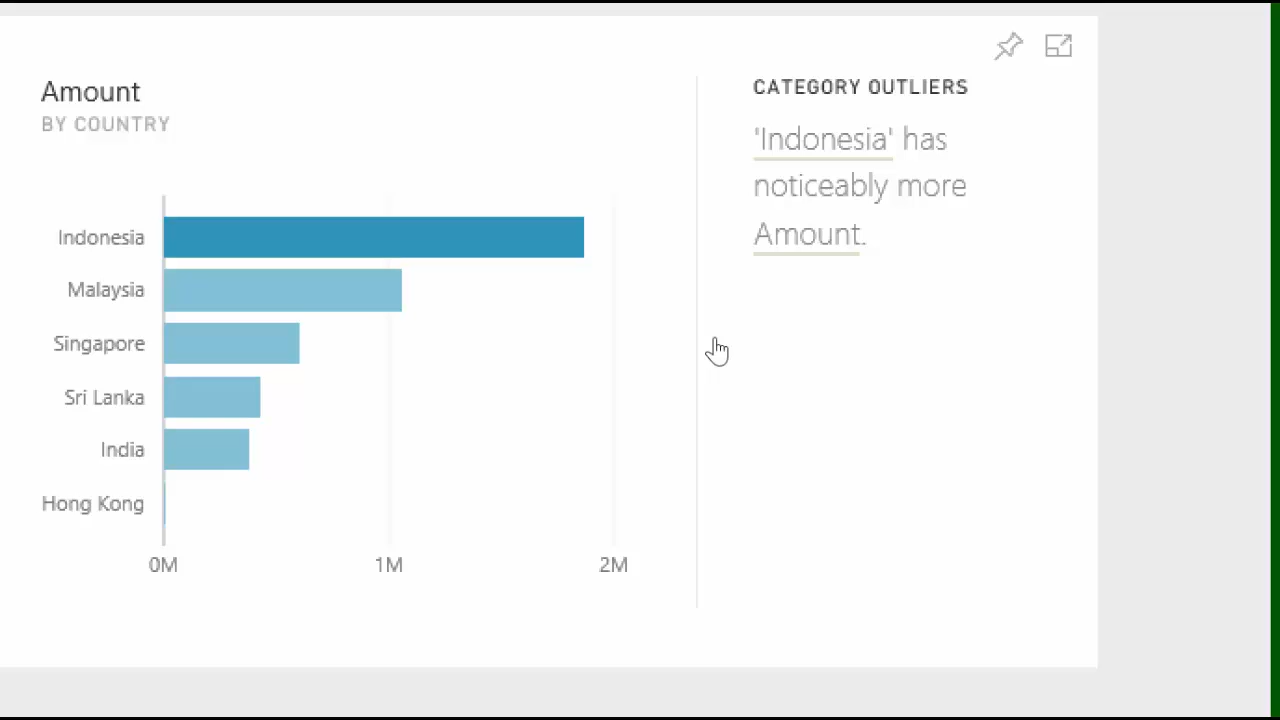 Amount
BY COUNTRY
Indonesia
Malaysia
Singapore
Sri Lanka
India
Hong Kong
0M 1M 2M
CATEGORY OUTLIERS
'Indonesia' has
noticeably more
Amount.